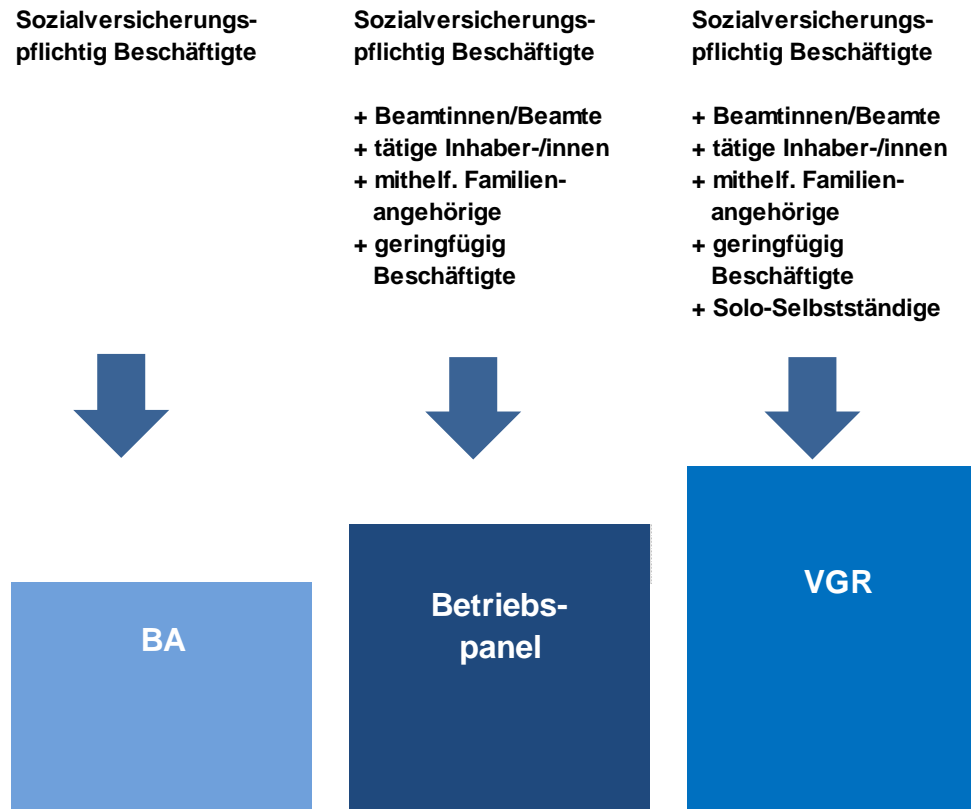 Sozialversicherungs-
pflichtig Beschäftigte
Sozialversicherungs-
pflichtig Beschäftigte
+ Beamtinnen/Beamte
+ tätige Inhaber-/innen
+ mithelf. Familien-
angehörige
+ geringfügig
Beschäftigte
Sozialversicherungs-
pflichtig Beschäftigte
+ Beamtinnen/Beamte
+ tätige Inhaber-/innen
+ mithelf. Familien-
angehörige
+ geringfügig
Beschäftigte
+ Solo-Selbstständige
BA
Betriebs-
panel
VGR